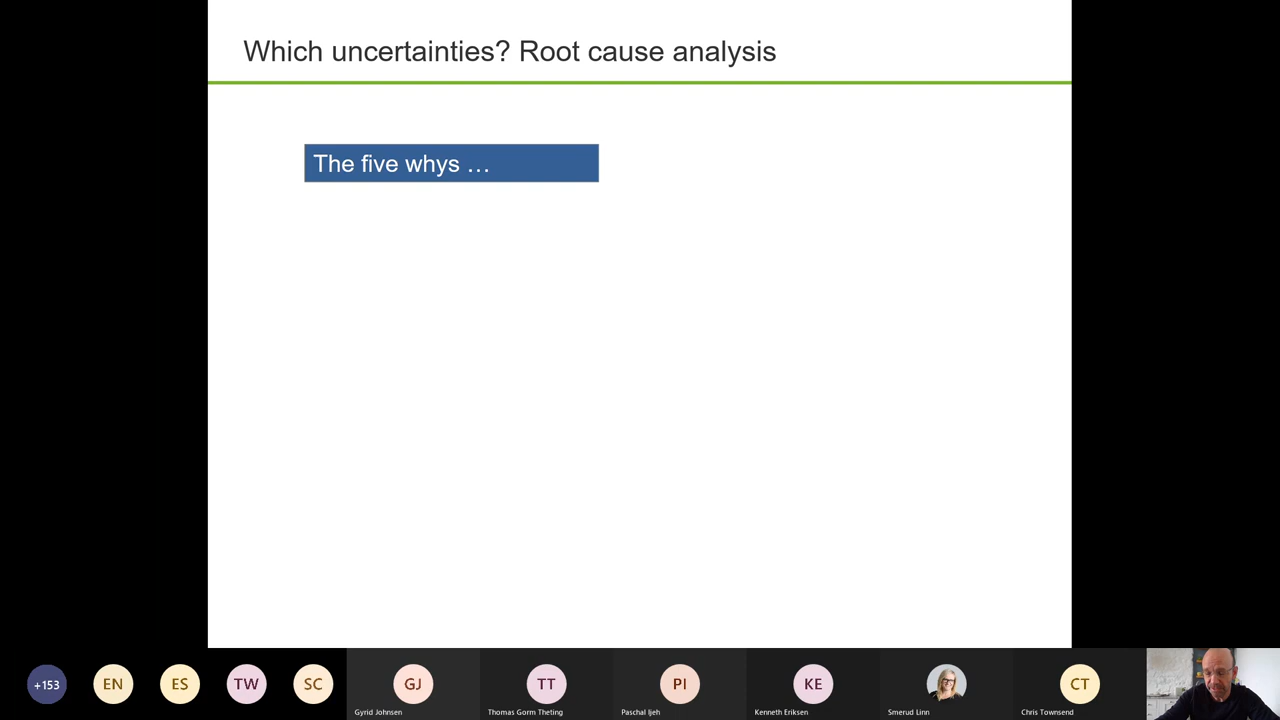 Which uncertainties? Root cause analysis
The five whys …
+153
EN
ES
TW
SC
GJ
TT
PI
KE
CT
Gyrid Johnsen
Thomas Gorm Theting
Paschal Ijeh
Kenneth Eriksen
Smerud Linn
Chris Townsend